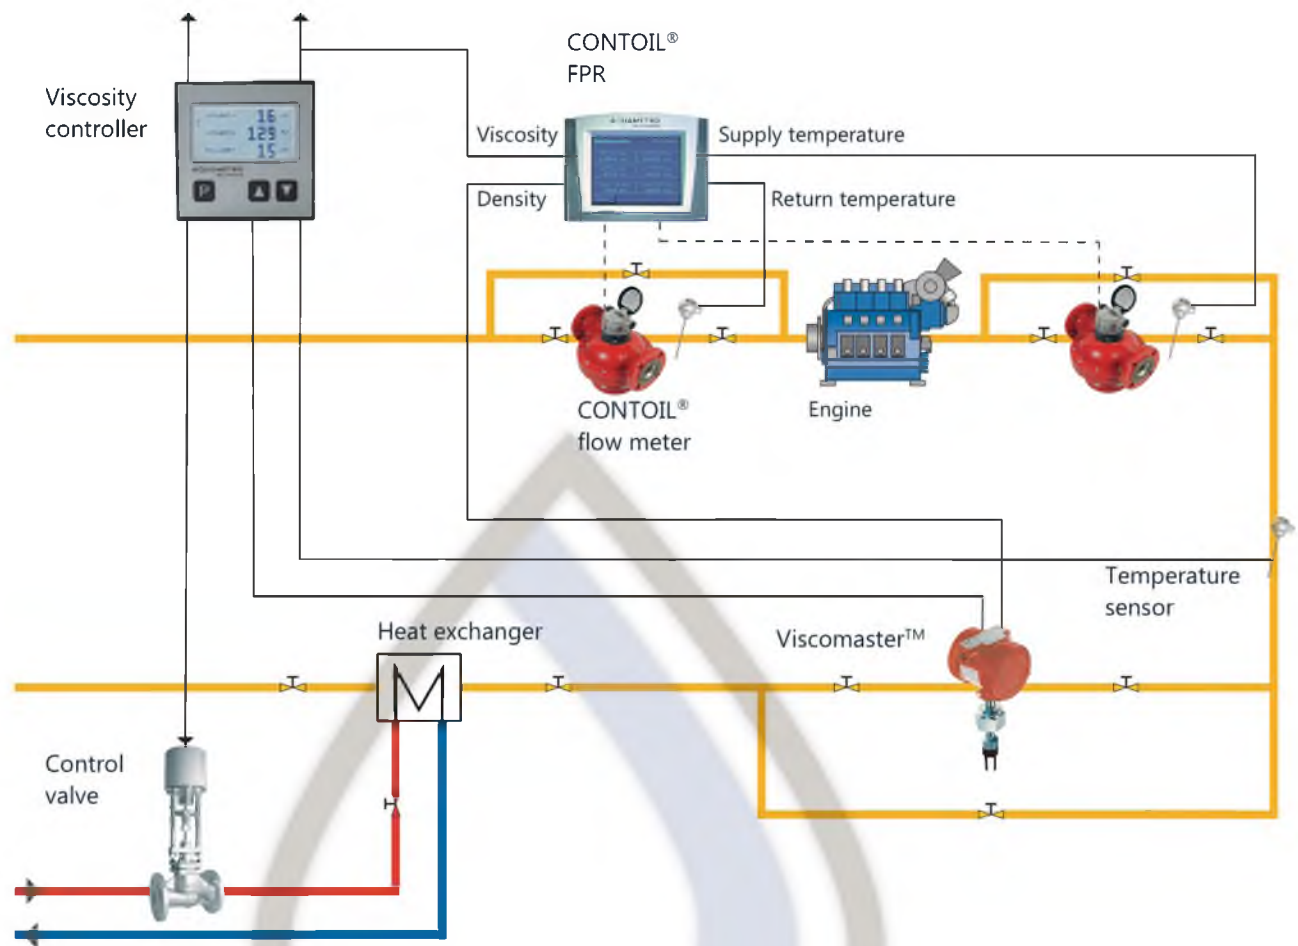 CONTOIL®
FPR
Viscosity
controller
16
129
15
P
AQUAMETRO
Viscosity
Supply temperature
Density
Return temperature
CONTOIL®
flow meter
Engine
Temperature
sensor
Heat exchanger
Viscomaster™
Control
valve